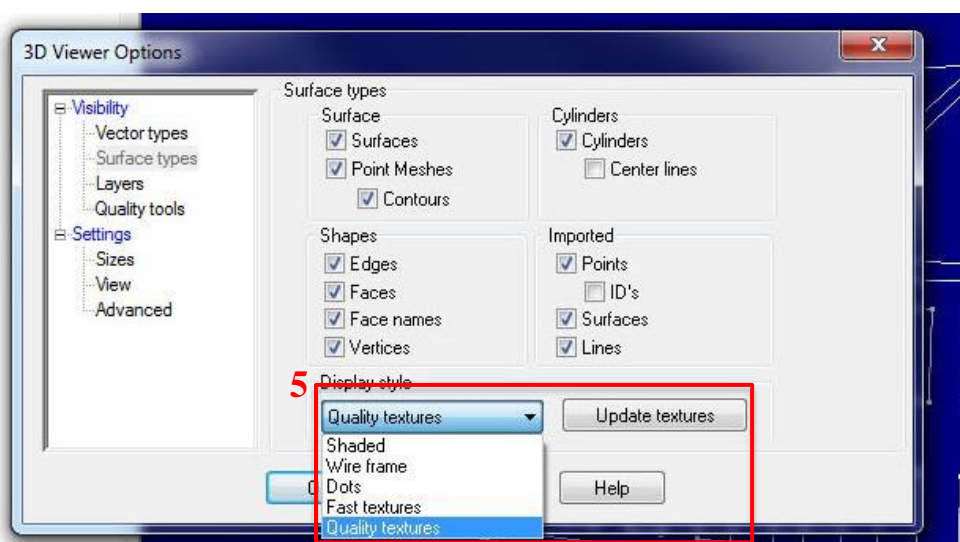 3D Viewer Options
Visibility
Vector types
Surface types
Layers
Quality tools
Settings
Sizes
View
Advanced
Surface types
Surface
Surfaces
Point Meshes
Contours
Cylinders
Cylinders
Center lines
Shapes
Edges
Faces
Face names
Vertices
Imported
Points
ID's
Surfaces
Lines
5
Display style
Quality textures
Update textures
Shaded
Wire frame
Dots
Fast textures
Quality textures
Help